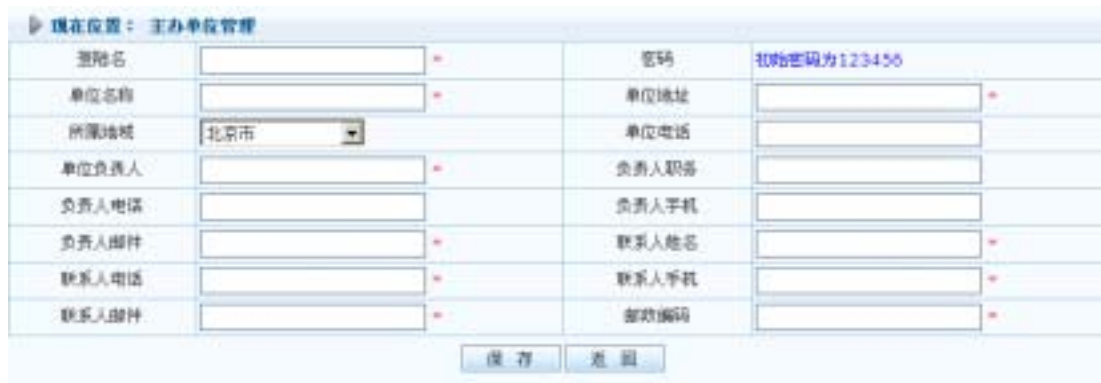 现在位置： 主办单位管理
登陆名 * 密码 初始密码为123456
单位名称 * 单位地址 *
所属地域 北京市 单位电话
单位负责人 * 负责人职务
负责人电话 负责人手机
负责人邮件 * 联系人姓名 *
联系人电话 * 联系人手机 *
联系人邮件 * 邮政编码 *
保 存 返 回